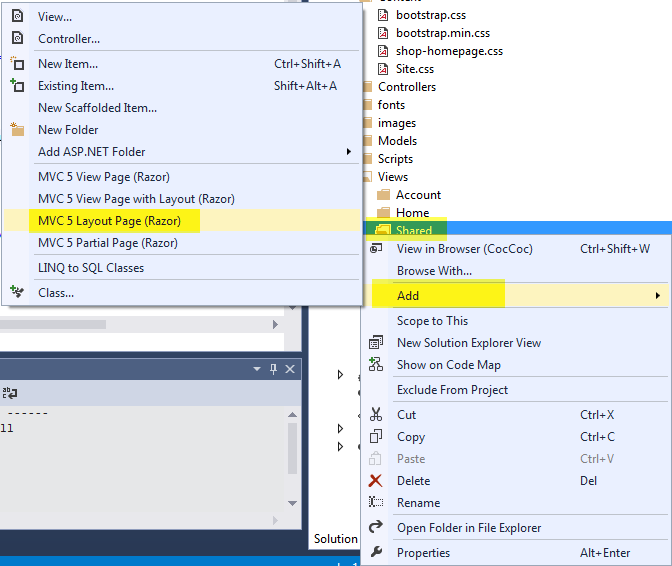 View...
Controller...
New Item... Ctrl+Shift+A
Existing Item... Shift+Alt+A
New Scaffolded Item...
New Folder
Add ASP.NET Folder
MVC 5 View Page (Razor)
MVC 5 View Page with Layout (Razor)
MVC 5 Layout Page (Razor)
MVC 5 Partial Page (Razor)
LINQ to SQL Classes
Class...
bootstrap.css
bootstrap.min.css
shop-homepage.css
Site.css
Controllers
fonts
images
Models
Scripts
Views
Account
Home
Shared
View in Browser (CocCoc) Ctrl+Shift+W
Browse With...
Add
Scope to This
New Solution Explorer View
Show on Code Map
Exclude From Project
Cut Ctrl+X
Copy Ctrl+C
Paste Ctrl+V
Delete Del
Rename
Open Folder in File Explorer
Properties Alt+Enter
------
11
Solution